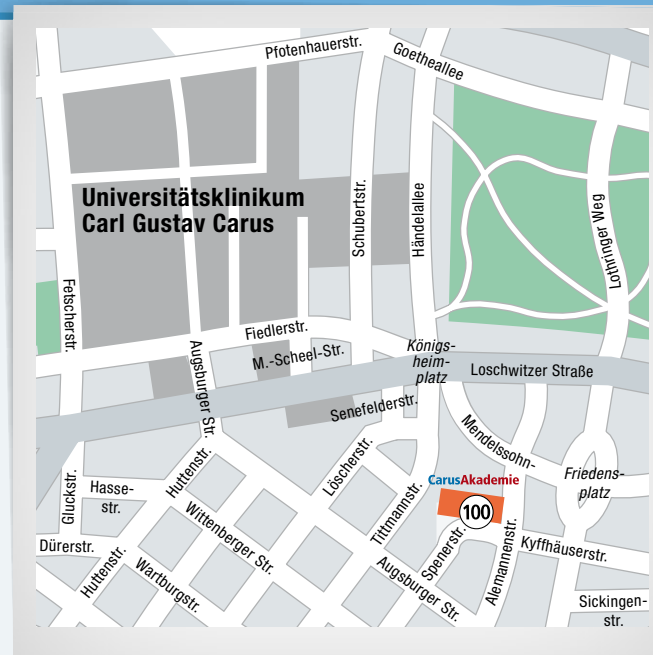 Pfotenhauerstr.
Goetheallee
Universitätsklinikum
Carl Gustav Carus
Schubertstr.
Händelallee
Lothringer Weg
Fetscherstr.
Fiedlerstr.
Augsburger Str.
M.-Scheel-Str.
Königs-
heim-
platz
Loschwitzer Straße
Senefelderstr.
Mendelssohn-
Löscherstr.
Huttenstr.
Gluckstr.
Hasse-
str.
CarusAkademie
100
Friedens-
platz
Tittmannstr.
Wittenberger Str.
Spenerstr.
Alemannenstr.
Kyffhäuserstr.
Dürerstr.
Huttenstr.
Wartburgstr.
Augsburger Str.
Sickingen-
str.